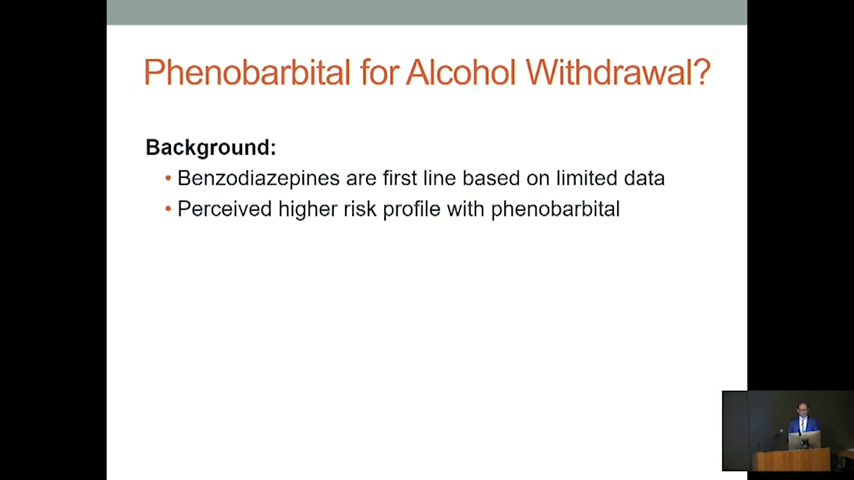 Phenobarbital for Alcohol Withdrawal?
Background:
• Benzodiazepines are first line based on limited data
• Perceived higher risk profile with phenobarbital